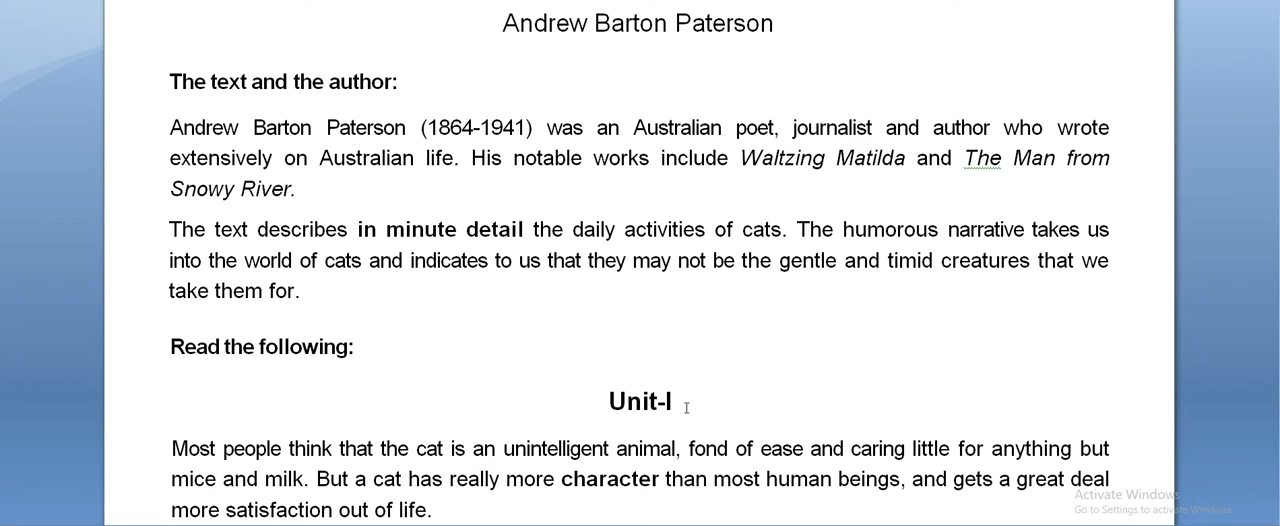 Andrew Barton Paterson
The text and the author:
Andrew Barton Paterson (1864-1941) was an Australian poet, journalist and author who wrote
extensively on Australian life. His notable works include Waltzing Matilda and The Man from
Snowy River.
The text describes in minute detail the daily activities of cats. The humorous narrative takes us
into the world of cats and indicates to us that they may not be the gentle and timid creatures that we
take them for.
Read the following:
Unit-I
Most people think that the cat is an unintelligent animal, fond of ease and caring little for anything but
mice and milk. But a cat has really more character than most human beings, and gets a great deal
more satisfaction out of life.
Activate Windows
Go to Settings to activate Windows.